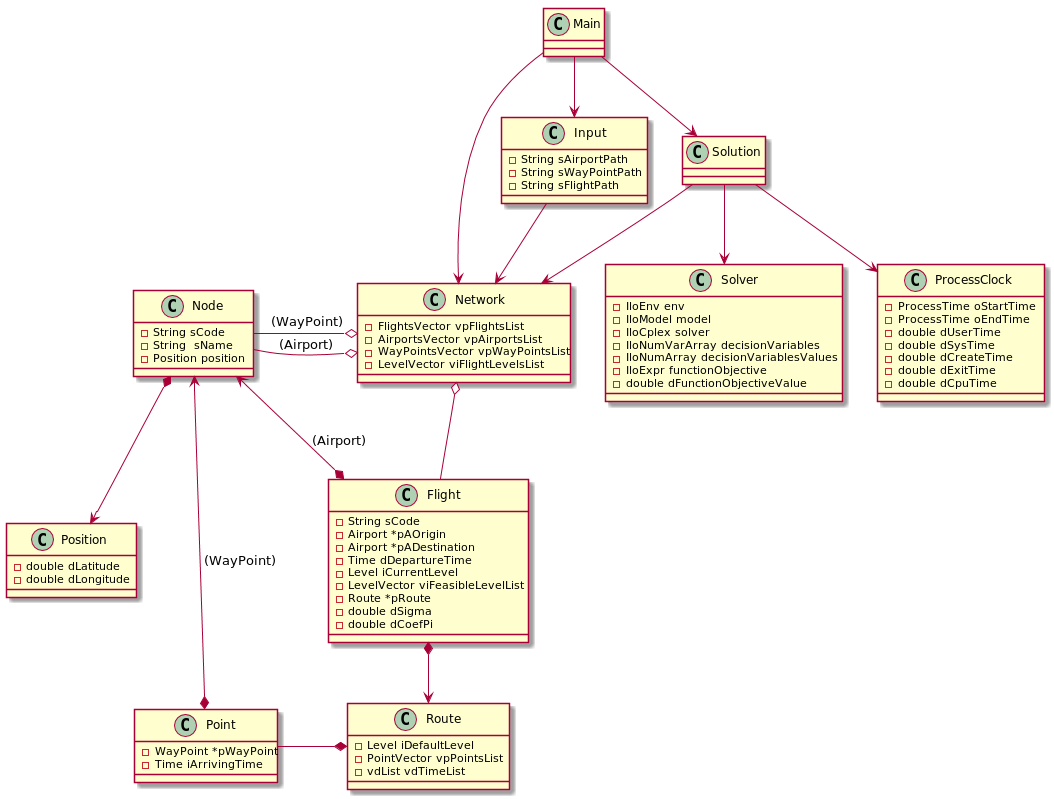 C Main
C Input
String sAirportPath
String sWayPointPath
String sFlightPath
C Solution
C Node
String sCode
String sName
Position position
(WayPoint)
(Airport)
C Network
FlightsVector vpFlightsList
AirportsVector vpAirportsList
WayPointsVector vpWayPointsList
LevelVector viFlightLevelsList
C Solver
IloEnv env
IloModel model
IloCplex solver
IloNumVarArray decisionVariables
IloNumArray decisionVariablesValues
IloExpr functionObjective
double dFunctionObjectiveValue
C ProcessClock
ProcessTime oStartTime
ProcessTime oEndTime
double dUserTime
double dSysTime
double dCreateTime
double dExitTime
double dCpuTime
(Airport)
C Position
double dLatitude
double dLongitude
(WayPoint)
C Flight
String sCode
Airport *pAOrigin
Airport *pADestination
Time dDepartureTime
Level iCurrentLevel
LevelVector viFeasibleLevelList
Route *pRoute
double dSigma
double dCoefPi
C Point
WayPoint *pWayPoint
Time iArrivingTime
C Route
Level iDefaultLevel
PointVector vpPointsList
vdList vdTimeList